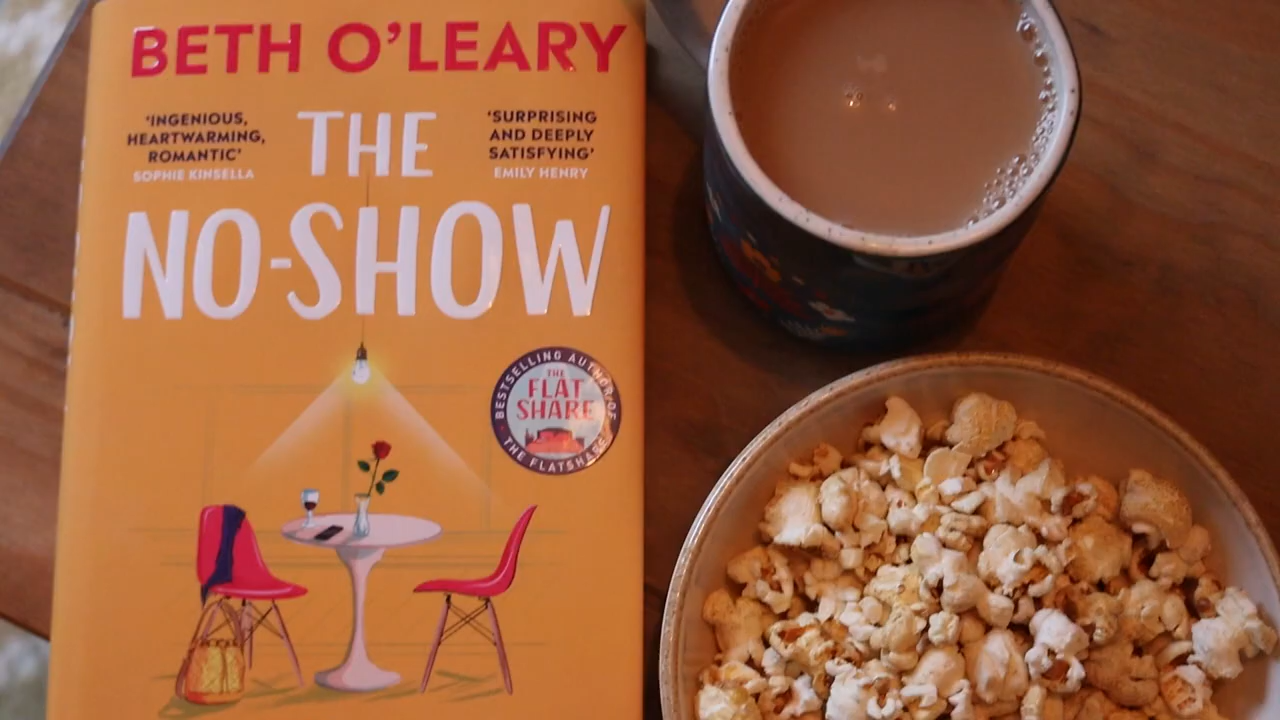 BETH O'LEARY
'INGENIOUS,
HEARTWARMING,
ROMANTIC'
SOPHIE KINSELLA
THE
'SURPRISING
AND DEEPLY
SATISFYING'
EMILY HENRY
NO-SHOW
BESTSELLING AUTHOR OF
THE
FLAT
SHARE
THE FLATSHARE